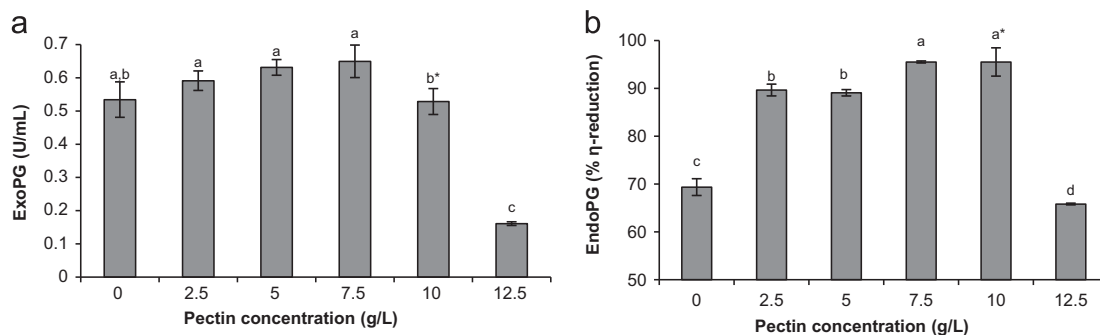 a
ExoPG (U/mL)
0.7
0.6
0.5
0.4
0.3
0.2
0.1
0
a,b
a
a
a
b*
c
0
2.5
5
7.5
10
12.5
Pectin concentration (g/L)
b
EndoPG (% η-reduction)
100
90
80
70
60
50
c
b
b
a
a*
d
0
2.5
5
7.5
10
12.5
Pectin concentration (g/L)